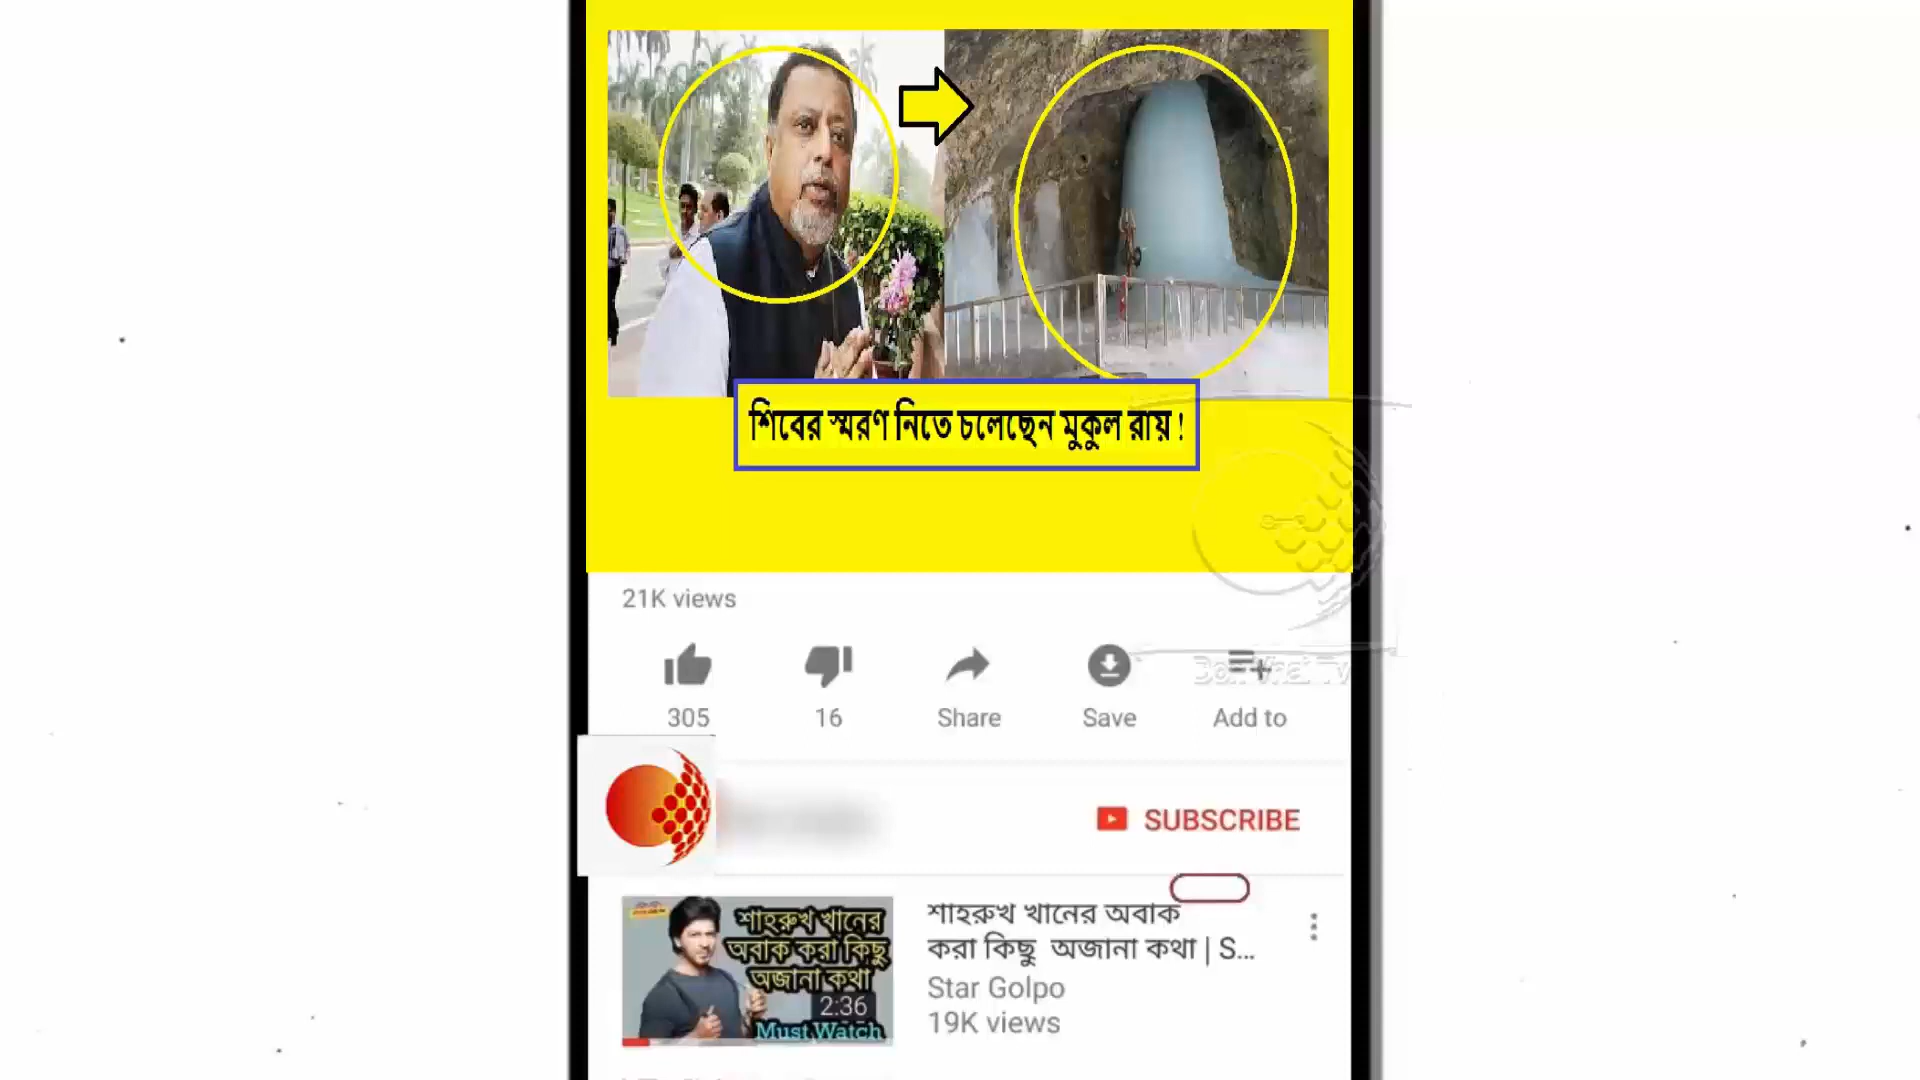 শিবের স্মরণ নিতে চলেছেন মুকুল রায় !
21K views
305
16
Share
Save
Add to
SUBSCRIBE
শাহরুখ খানের
অবাক করা কিছু
অজানা কথা
2:36
Must Watch
শাহরুখ খানের অবাক
করা কিছু অজানা কথা | S...
Star Golpo
19K views